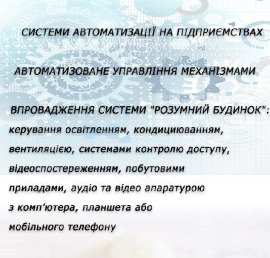 СИСТЕМИ АВТОМАТИЗАЦІЇ НА ПІДПРИЄМСТВАХ
АВТОМАТИЗОВАНЕ УПРАВЛІННЯ МЕХАНІЗМАМИ
ВПРОВАДЖЕННЯ СИСТЕМИ "РОЗУМНИЙ БУДИНОК":
керування освітленням, кондиціюванням,
вентиляцією, системами контролю доступу,
відеоспостереженням, побутовими
приладами, аудіо та відео апаратурою
з комп'ютера, планшета або
мобільного телефону